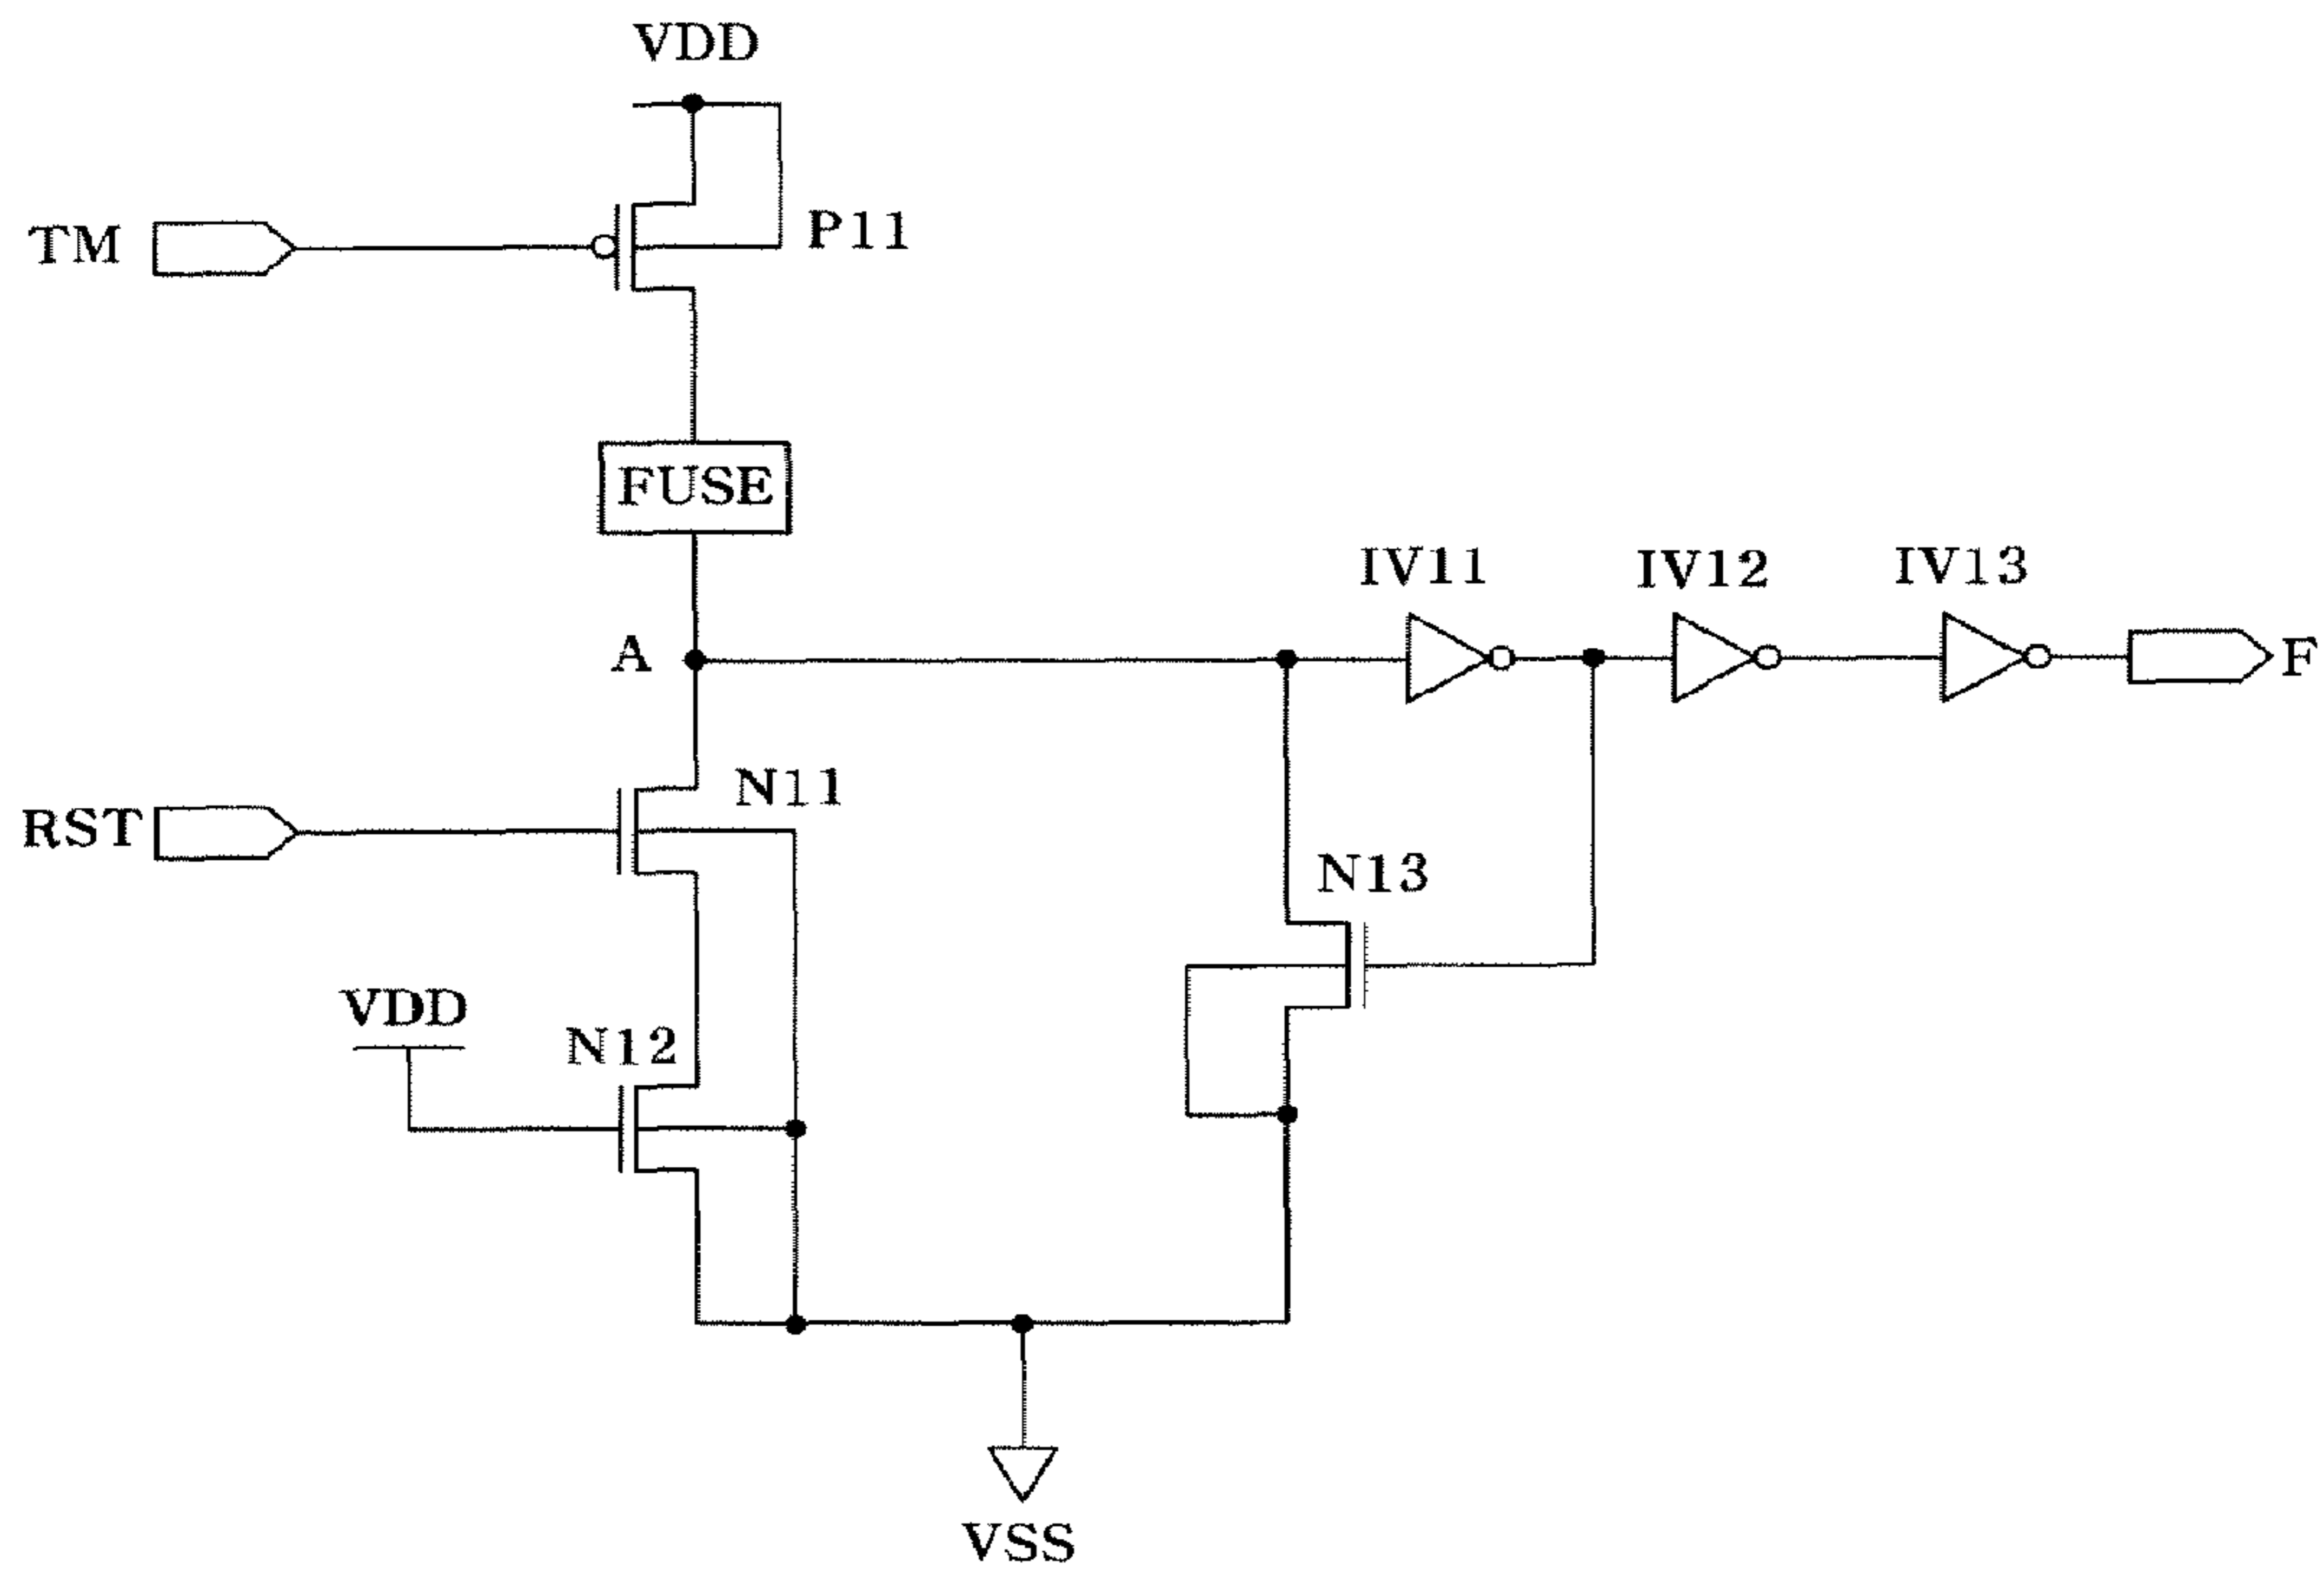 VDD
TM
P11
FUSE
IV11
IV12
IV13
A
F
N11
RST
N13
VDD
N12
VSS